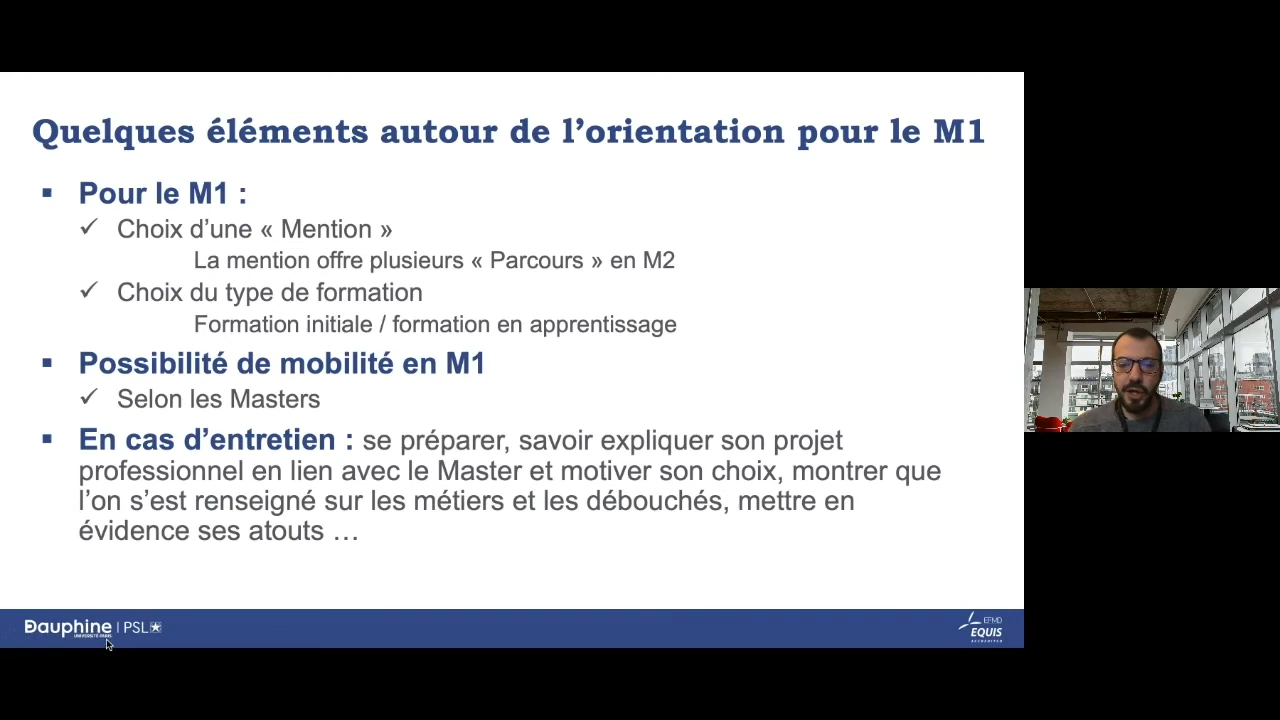 Quelques éléments autour de l’orientation pour le M1
▪ Pour le M1 :
✓ Choix d’une « Mention »
La mention offre plusieurs « Parcours » en M2
✓ Choix du type de formation
Formation initiale / formation en apprentissage
▪ Possibilité de mobilité en M1
✓ Selon les Masters
▪ En cas d’entretien : se préparer, savoir expliquer son projet
professionnel en lien avec le Master et motiver son choix, montrer que
l’on s’est renseigné sur les métiers et les débouchés, mettre en
évidence ses atouts …
Dauphine | PSL
UNIVERSITÉ PARIS
EFMD
EQUIS
ACCREDITED